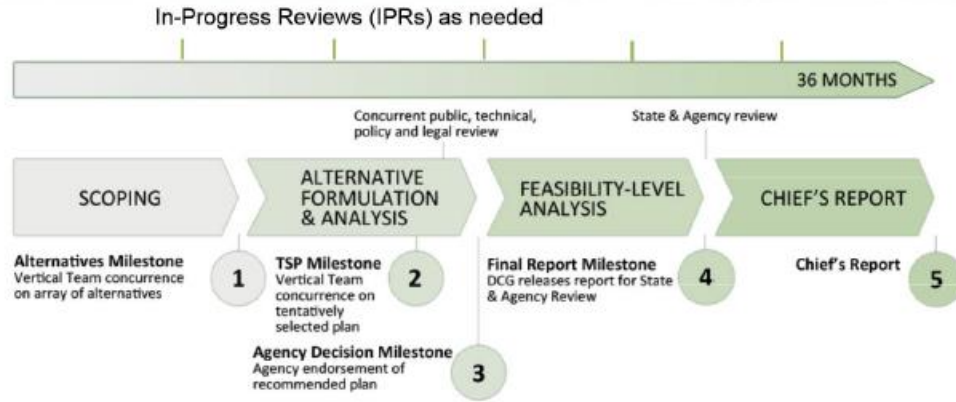 In-Progress Reviews (IPRs) as needed
36 MONTHS
Concurrent public, technical,
policy and legal review
State & Agency review
SCOPING
ALTERNATIVE
FORMULATION
& ANALYSIS
FEASIBILITY-LEVEL
ANALYSIS
CHIEF'S REPORT
Alternatives Milestone
Vertical Team concurrence
on array of alternatives
1
TSP Milestone
Vertical Team
concurrence on
tentatively
selected plan
2
Agency Decision Milestone
Agency endorsement of
recommended plan
3
Final Report Milestone
DCG releases report for State
& Agency Review
4
Chief's Report
5